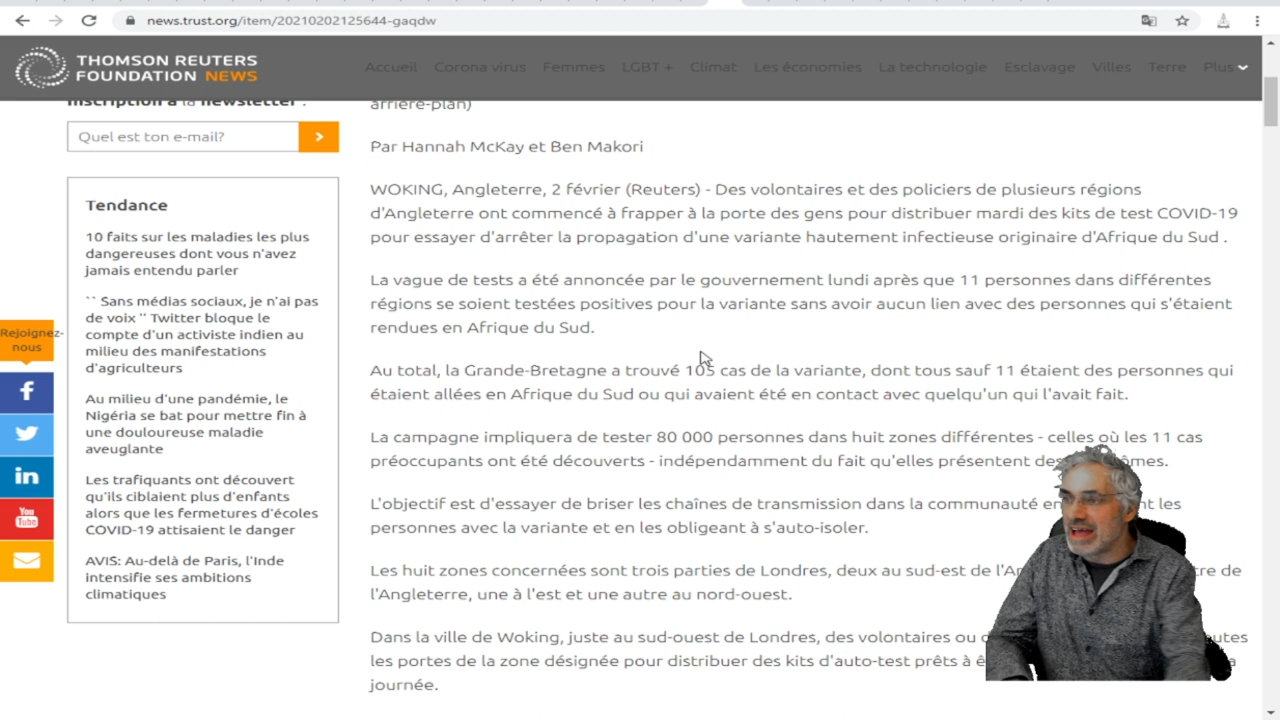 news.trust.org/item/20210202125644-gaqdw
THOMSON REUTERS
FOUNDATION NEWS
Accueil Corona virus Femmes LGBT + Climat Les économies La technologie Esclavage Villes Terre Plus
inscription à la newsletter :
Quel est ton e-mail?
>
Tendance
10 faits sur les maladies les plus
dangereuses dont vous n'avez
jamais entendu parler
`` Sans médias sociaux, je n'ai pas
de voix '' Twitter bloque le
compte d'un activiste indien au
milieu des manifestations
d'agriculteurs
Au milieu d'une pandémie, le
Nigéria se bat pour mettre fin à
une douloureuse maladie
aveuglante
Les trafiquants ont découvert
qu'ils ciblaient plus d'enfants
alors que les fermetures d'écoles
COVID-19 attisaient le danger
AVIS: Au-delà de Paris, l'Inde
intensifie ses ambitions
climatiques
Rejoignez-
nous
f
in
You
Tube
arrière-plan)
Par Hannah McKay et Ben Makori
WOKING, Angleterre, 2 février (Reuters) - Des volontaires et des policiers de plusieurs régions
d'Angleterre ont commencé à frapper à la porte des gens pour distribuer mardi des kits de test COVID-19
pour essayer d'arrêter la propagation d'une variante hautement infectieuse originaire d'Afrique du Sud .
La vague de tests a été annoncée par le gouvernement lundi après que 11 personnes dans différentes
régions se soient testées positives pour la variante sans avoir aucun lien avec des personnes qui s'étaient
rendues en Afrique du Sud.
Au total, la Grande-Bretagne a trouvé 105 cas de la variante, dont tous sauf 11 étaient des personnes qui
étaient allées en Afrique du Sud ou qui avaient été en contact avec quelqu'un qui l'avait fait.
La campagne impliquera de tester 80 000 personnes dans huit zones différentes - celles où les 11 cas
préoccupants ont été découverts - indépendamment du fait qu'elles présentent
L'objectif est d'essayer de briser les chaînes de transmission dans la communauté les
personnes avec la variante et en les obligeant à s'auto-isoler.
Les huit zones concernées sont trois parties de Londres, deux au sud-est de de
l'Angleterre, une à l'est et une autre au nord-ouest.
Dans la ville de Woking, juste au sud-ouest de Londres, des volontaires ou
les portes de la zone désignée pour distribuer des kits d'auto-test prêts à
journée.